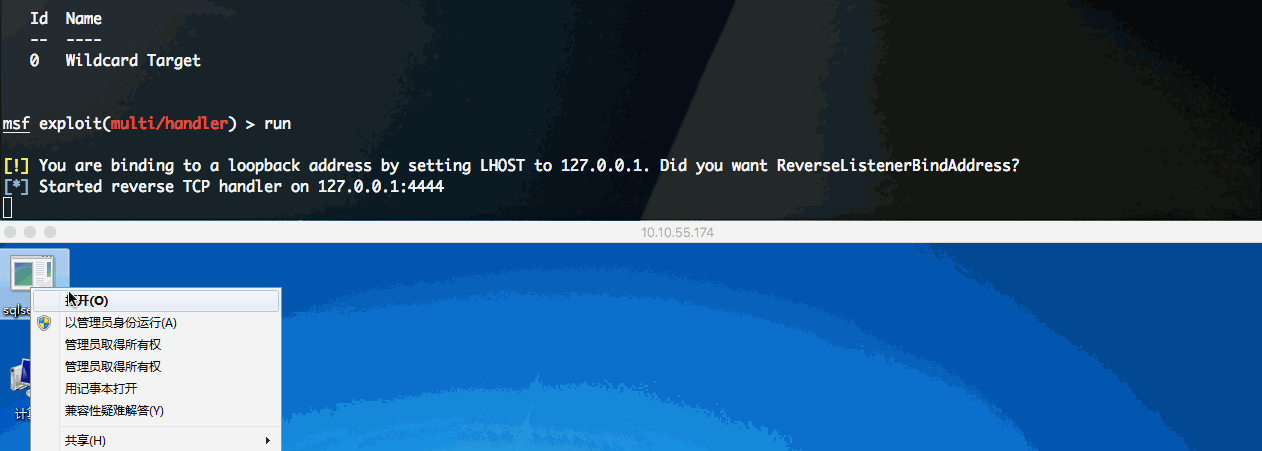 Id  Name
--  ----
0   Wildcard Target
msf exploit(multi/handler) > run
[!] You are binding to a loopback address by setting LHOST to 127.0.0.1. Did you want ReverseListenerBindAddress?
[*] Started reverse TCP handler on 127.0.0.1:4444
10.10.55.174
开(O)
以管理员身份运行(A)
管理员取得所有权
管理员取得所有权
用记事本打开
兼容性疑难解答(Y)
共享(H)